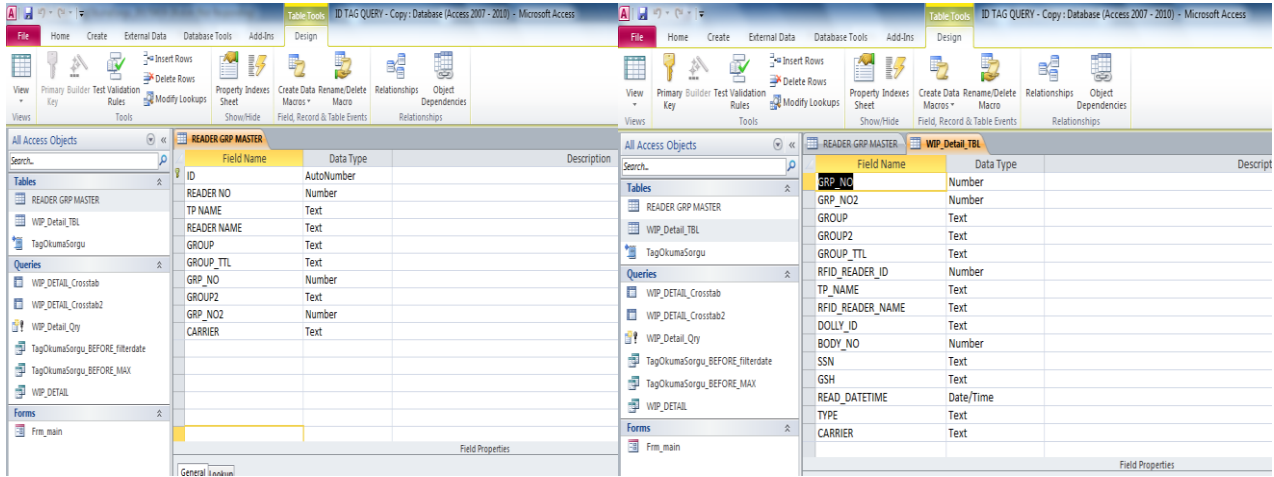 Table Tools ID TAG QUERY - Copy : Database (Access 2007 - 2010) - Microsoft Access
File Home Create External Data Database Tools Add-Ins Design
View Primary Key Builder Test Validation Rules Insert Rows Delete Rows Modify Lookups Property Sheet Indexes Create Data Macros Rename/Delete Macro Relationships Object Dependencies
Views Tools Show/Hide Field, Record & Table Events Relationships
All Access Objects
Search..
Tables
READER GRP MASTER
WIP_Detail_TBL
TagOkumaSorgu
Queries
WIP_DETAIL_Crosstab
WIP_DETAIL_Crosstab2
WIP_Detail_Qry
TagOkumaSorgu_BEFORE_filterdate
TagOkumaSorgu_BEFORE_MAX
WIP_DETAIL
Forms
Frm_main
READER GRP MASTER
Field Name Data Type Description
ID AutoNumber
READER NO Number
TP NAME Text
READER NAME Text
GROUP Text
GROUP_TTL Text
GRP_NO Number
GROUP2 Text
GRP_NO2 Number
CARRIER Text
Field Properties
General Lookup
Table Tools ID TAG QUERY - Copy : Database (Access 2007 - 2010) - Microsoft Access
File Home Create External Data Database Tools Add-Ins Design
View Primary Key Builder Test Validation Rules Insert Rows Delete Rows Modify Lookups Property Sheet Indexes Create Data Macros Rename/Delete Macro Relationships Object Dependencies
Views Tools Show/Hide Field, Record & Table Events Relationships
All Access Objects
Search..
Tables
READER GRP MASTER
WIP_Detail_TBL
TagOkumaSorgu
Queries
WIP_DETAIL_Crosstab
WIP_DETAIL_Crosstab2
WIP_Detail_Qry
TagOkumaSorgu_BEFORE_filterdate
TagOkumaSorgu_BEFORE_MAX
WIP_DETAIL
Forms
Frm_main
READER GRP MASTER WIP_Detail_TBL
Field Name Data Type Descript
GRP_NO Number
GRP_NO2 Number
GROUP Text
GROUP2 Text
GROUP_TTL Text
RFID_READER_ID Number
TP_NAME Text
RFID_READER_NAME Text
DOLLY_ID Text
BODY_NO Number
SSN Text
GSH Text
READ_DATETIME Date/Time
TYPE Text
CARRIER Text
Field Properties